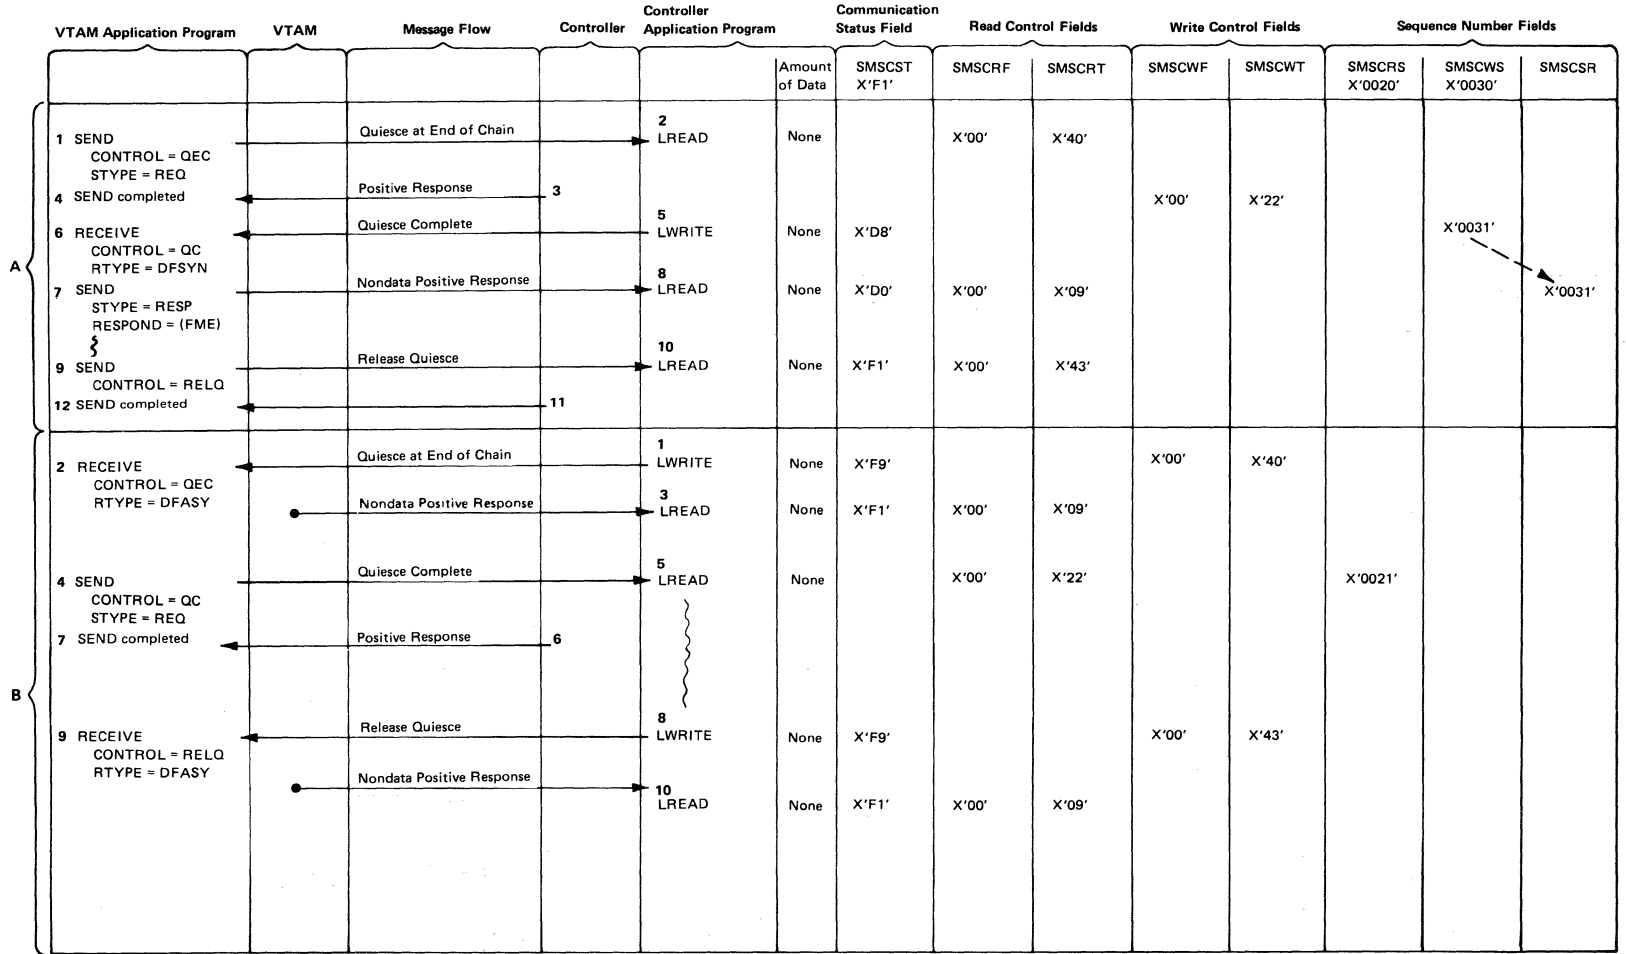 VTAM Application Program VTAM Message Flow Controller Controller Application Program Communication Status Field Read Control Fields Write Control Fields Sequence Number Fields
Amount of Data SMSCST X'F1' SMSCRF SMSCRT SMSCWF SMSCWT SMSCRS X'0020' SMSCWS X'0030' SMSCSR
A
Quiesce at End of Chain 2
1 SEND LREAD None X'00' X'40'
CONTROL = QEC
STYPE = REQ
Positive Response 3
4 SEND completed X'00' X'22'
Quiesce Complete 5
6 RECEIVE LWRITE None X'D8' X'0031'
CONTROL = QC
RTYPE = DFSYN
Nondata Positive Response 8
7 SEND LREAD None X'D0' X'00' X'09' X'0031'
STYPE = RESP
RESPOND = (FME)
Release Quiesce 10
9 SEND LREAD None X'F1' X'00' X'43'
CONTROL = RELQ
12 SEND completed 11
B
Quiesce at End of Chain 1
2 RECEIVE LWRITE None X'F9' X'00' X'40'
CONTROL = QEC
RTYPE = DFASY
Nondata Positive Response 3
LREAD None X'F1' X'00' X'09'
Quiesce Complete 5
4 SEND LREAD None X'00' X'22' X'0021'
CONTROL = QC
STYPE = REQ
7 SEND completed Positive Response 6
Release Quiesce 8
9 RECEIVE LWRITE None X'F9' X'00' X'43'
CONTROL = RELQ
RTYPE = DFASY
Nondata Positive Response 10
LREAD None X'F1' X'00' X'09'